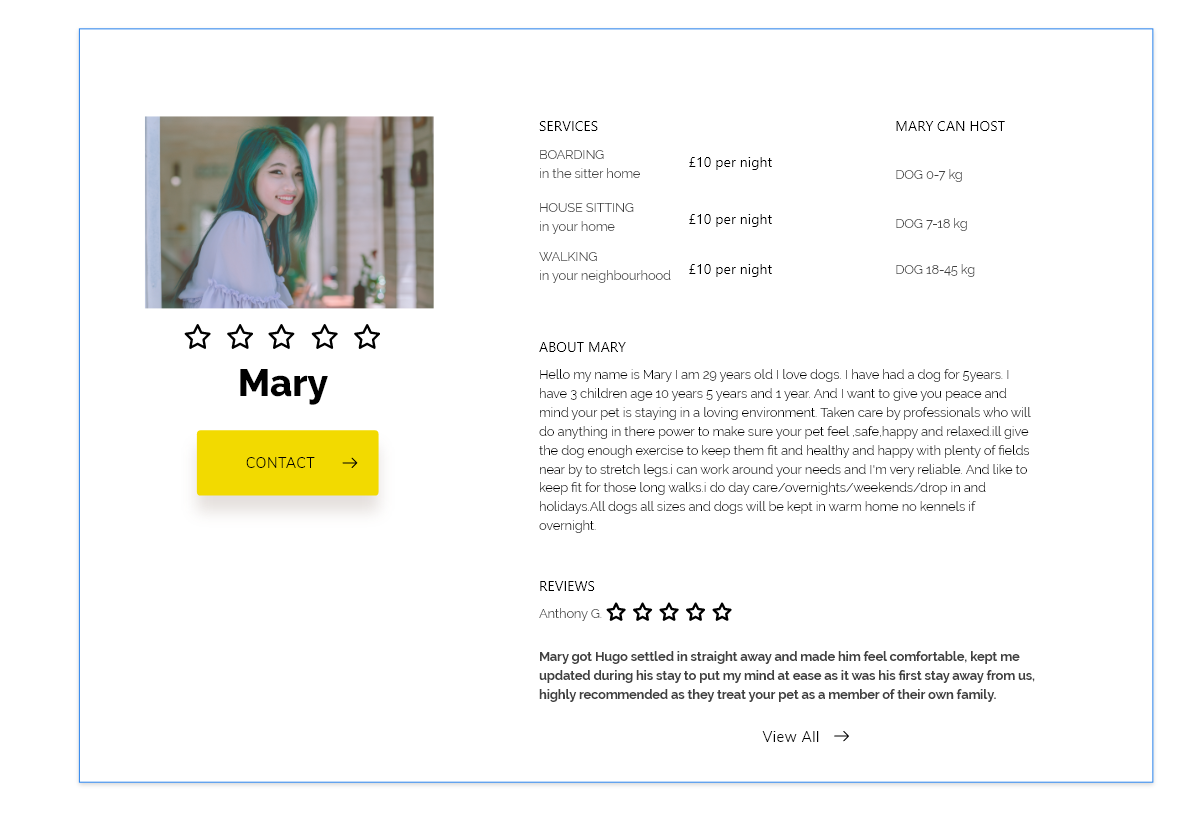 Mary
CONTACT
SERVICES
BOARDING
in the sitter home
£10 per night
HOUSE SITTING
in your home
£10 per night
WALKING
in your neighbourhood
£10 per night
MARY CAN HOST
DOG 0-7 kg
DOG 7-18 kg
DOG 18-45 kg
ABOUT MARY
Hello my name is Mary I am 29 years old I love dogs. I have had a dog for 5years. I
have 3 children age 10 years 5 years and 1 year. And I want to give you peace and
mind your pet is staying in a loving environment. Taken care by professionals who will
do anything in there power to make sure your pet feel ,safe,happy and relaxed.ill give
the dog enough exercise to keep them fit and healthy and happy with plenty of fields
near by to stretch legs.i can work around your needs and I'm very reliable. And like to
keep fit for those long walks.i do day care/overnights/weekends/drop in and
holidays.All dogs all sizes and dogs will be kept in warm home no kennels if
overnight.
REVIEWS
Anthony G.
Mary got Hugo settled in straight away and made him feel comfortable, kept me
updated during his stay to put my mind at ease as it was his first stay away from us,
highly recommended as they treat your pet as a member of their own family.
View All